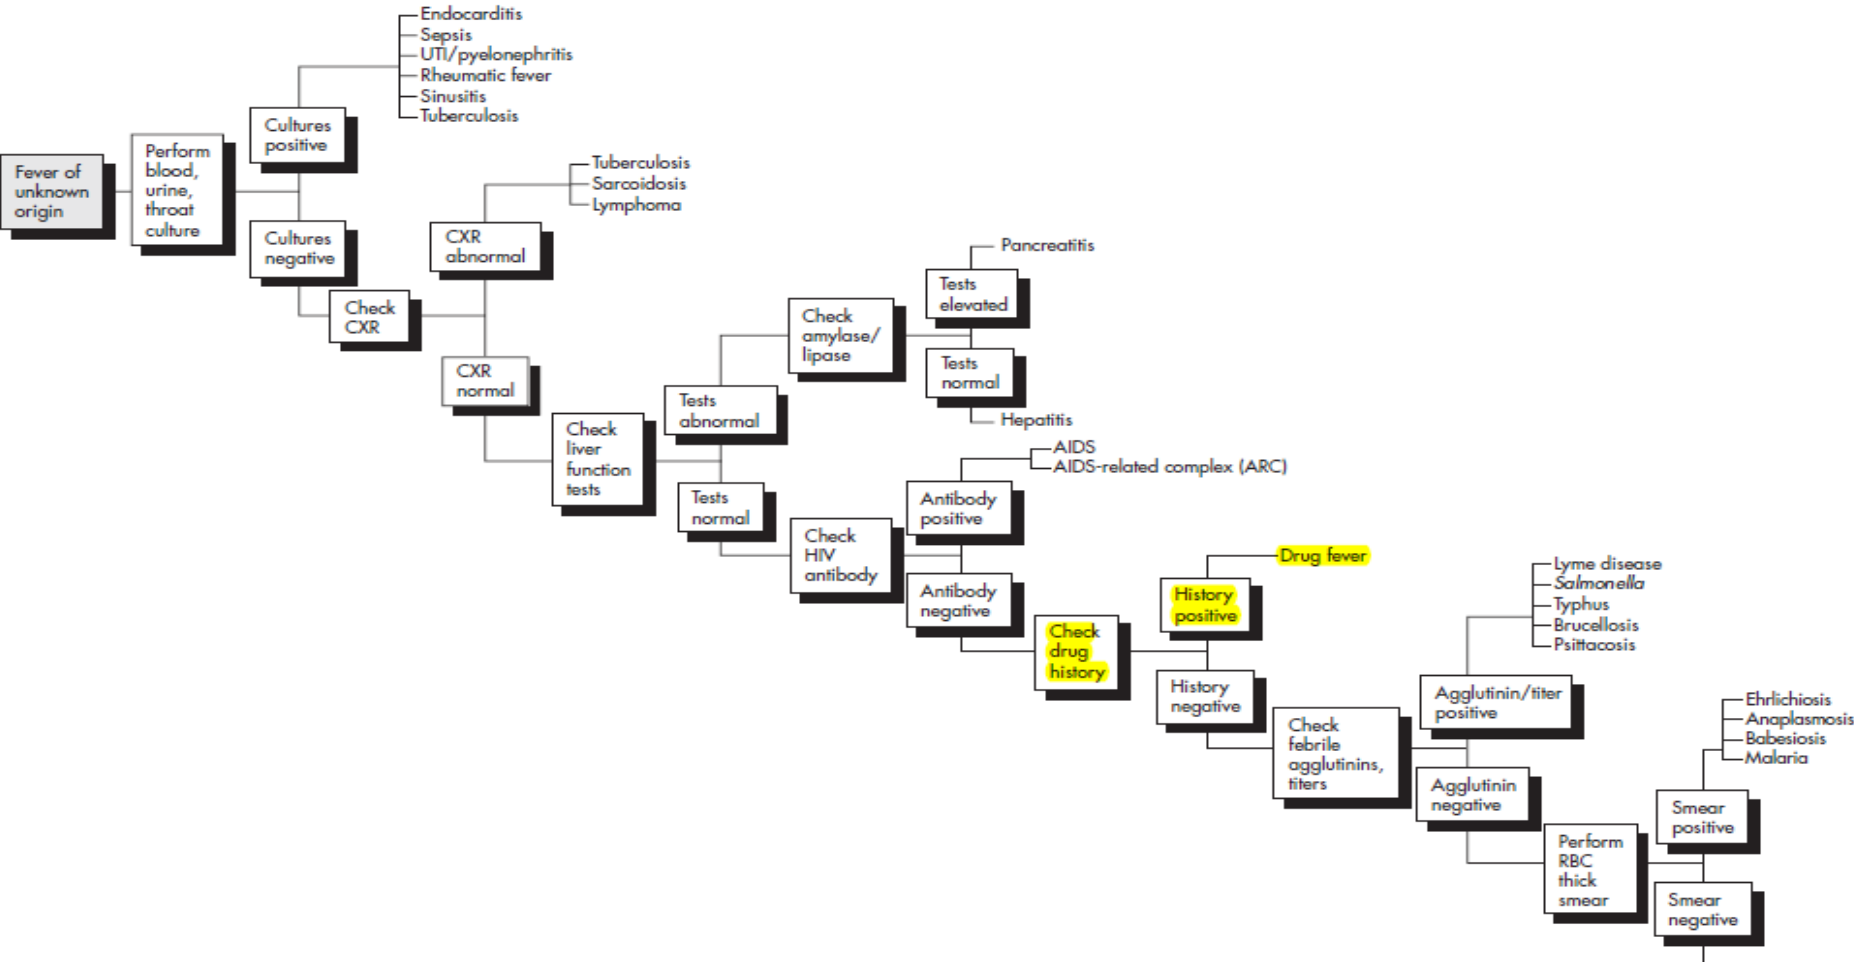 Fever of
unknown
origin
Perform
blood,
urine,
throat
culture
Cultures
positive
Endocarditis
Sepsis
UTI/pyelonephritis
Rheumatic fever
Sinusitis
Tuberculosis
Cultures
negative
Check
CXR
CXR
abnormal
Tuberculosis
Sarcoidosis
Lymphoma
CXR
normal
Check
liver
function
tests
Tests
abnormal
Check
amylase/
lipase
Tests
elevated
Pancreatitis
Tests
normal
Hepatitis
Tests
normal
Check
HIV
antibody
Antibody
positive
AIDS
AIDS-related complex (ARC)
Antibody
negative
Check
drug
history
History
positive
Drug fever
History
negative
Check
febrile
agglutinins,
titers
Agglutinin/titer
positive
Lyme disease
Salmonella
Typhus
Brucellosis
Psittacosis
Agglutinin
negative
Perform
RBC
thick
smear
Smear
positive
Ehrlichiosis
Anaplasmosis
Babesiosis
Malaria
Smear
negative